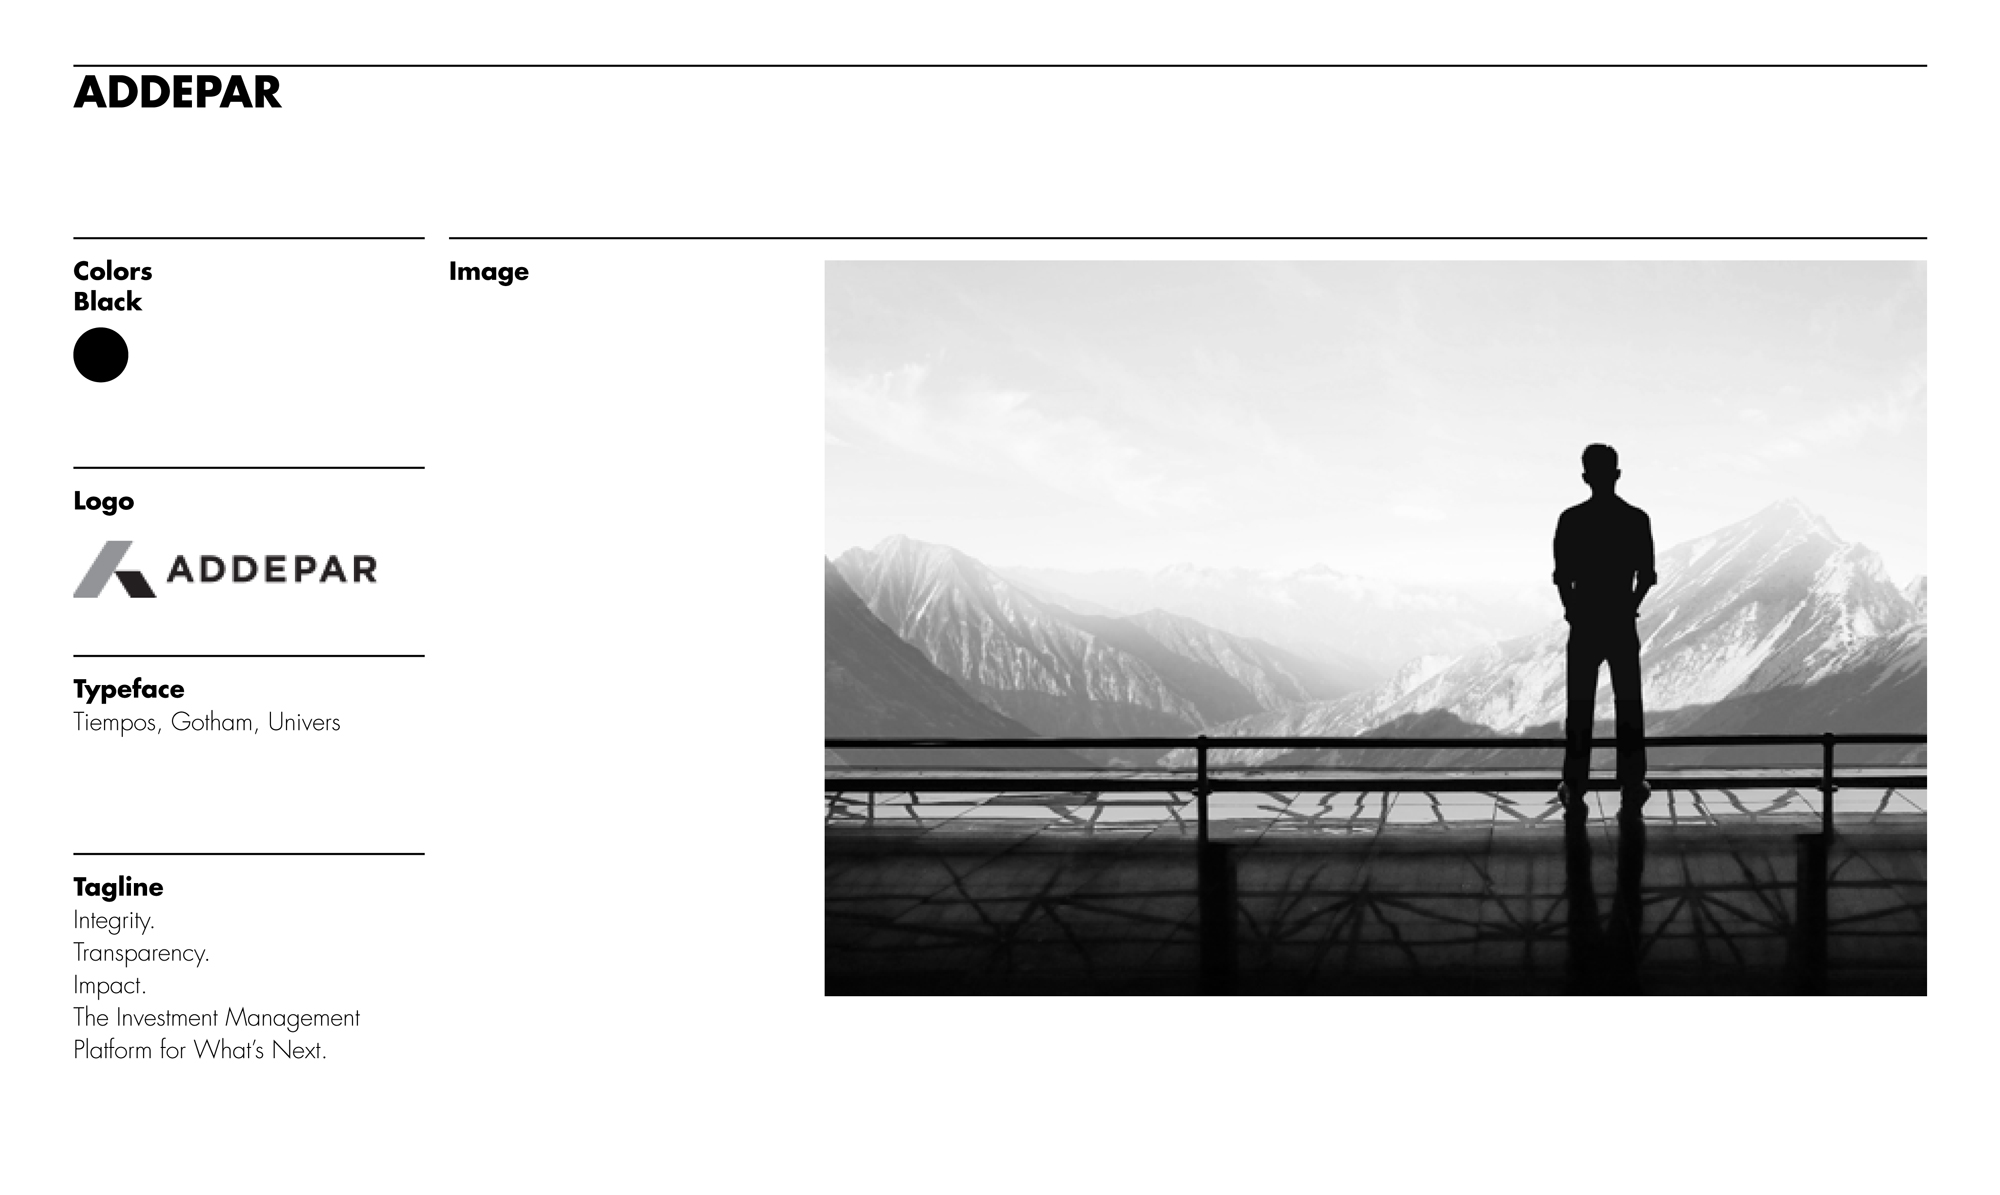 ADDEPAR
Colors
Black
Image
Logo
ADDEPAR
Typeface
Tiempos, Gotham, Univers
Tagline
Integrity.
Transparency.
Impact.
The Investment Management
Platform for What’s Next.